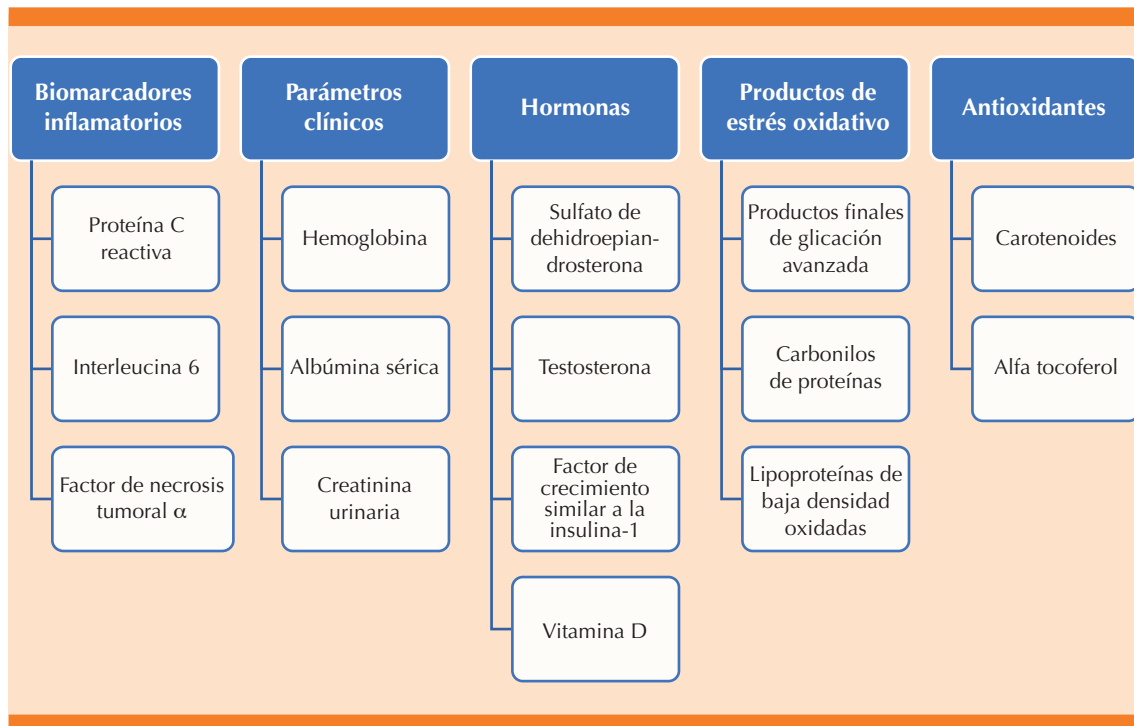 Biomarcadores
inflamatorios
Proteína C
reactiva
Interleucina 6
Factor de necrosis
tumoral α
Parámetros
clínicos
Hemoglobina
Albúmina sérica
Creatinina
urinaria
Hormonas
Sulfato de
dehidroepian-
drosterona
Testosterona
Factor de
crecimiento
similar a la
insulina-1
Vitamina D
Productos de
estrés oxidativo
Productos finales
de glicación
avanzada
Carbonilos
de proteínas
Lipoproteínas de
baja densidad
oxidadas
Antioxidantes
Carotenoides
Alfa tocoferol